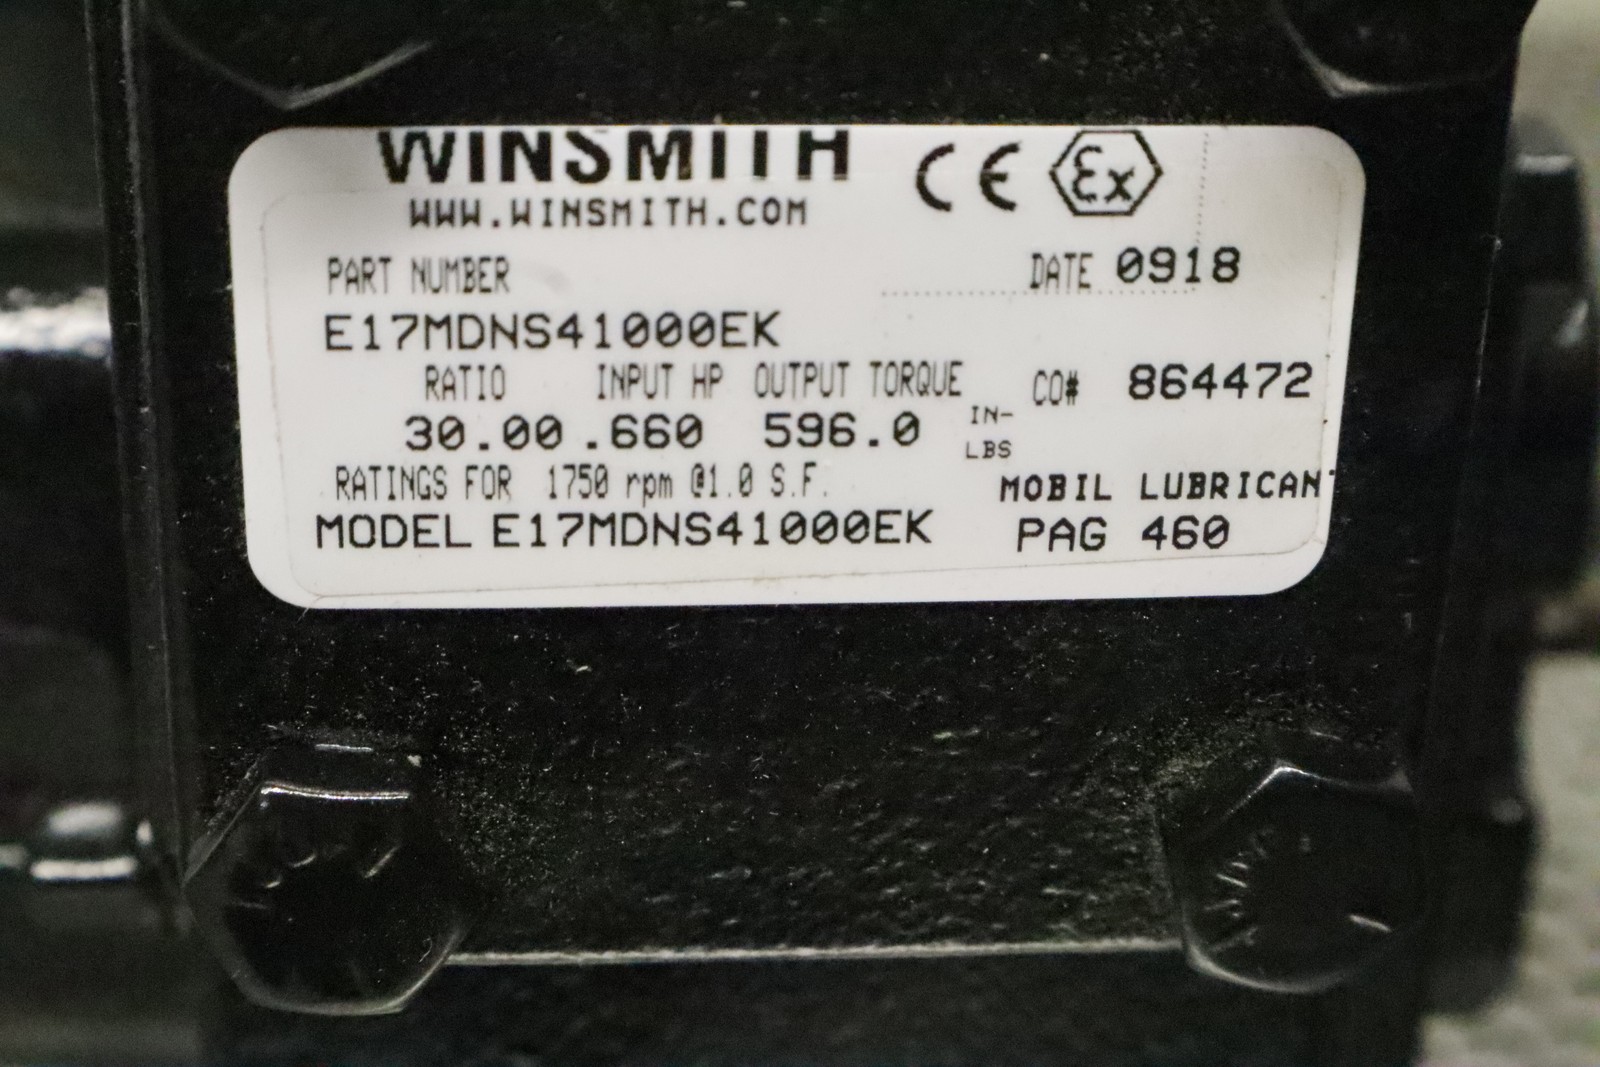 WINSMITH CE Ex
WWW.WINSMITH.COM
PART NUMBER DATE 0918
E17MDNS41000EK
RATIO INPUT HP OUTPUT TORQUE CO# 864472
30.00 .660 596.0 IN-LBS
RATINGS FOR 1750 rpm @1.0 S.F. MOBIL LUBRICANT
MODEL E17MDNS41000EK PAG 460